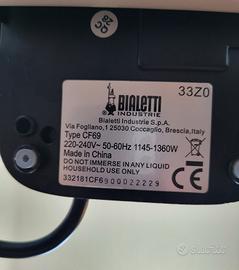 33Z0
BIALETTI
INDUSTRIE
Bialetti Industrie S.p.A.
Via Fogliano,1 25030 Coccaglio, Brescia,Italy
Type CF69
220-240V~ 50-60Hz 1145-1360W
Made in China
DO NOT IMMERSE IN ANY LIQUID
HOUSEHOLD USE ONLY
332181CF6900022229
subito